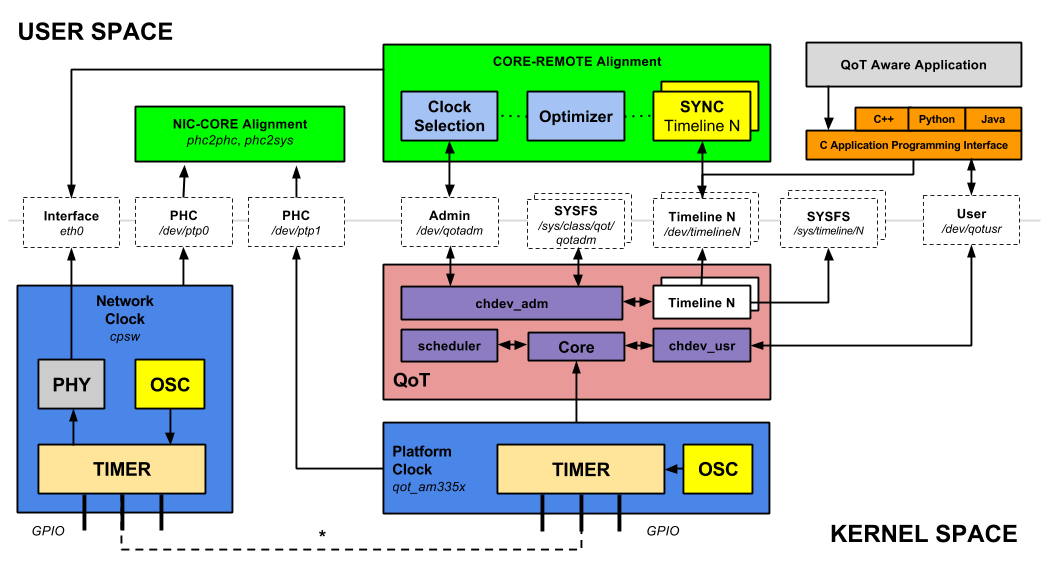 USER SPACE
CORE-REMOTE Alignment
Clock
Selection
Optimizer
SYNC
Timeline N
QoT Aware Application
C++
Python
Java
C Application Programming Interface
NIC-CORE Alignment
phc2phc, phc2sys
Interface
eth0
PHC
/dev/ptp0
PHC
/dev/ptp1
Admin
/dev/qotadm
SYSFS
/sys/class/qot/
qotadm
Timeline N
/dev/timelineN
SYSFS
/sys/timeline/N
User
/dev/qotusr
Network
Clock
cpsw
PHY
OSC
TIMER
GPIO
chdev_adm
Timeline N
scheduler
Core
chdev_usr
QoT
Platform
Clock
qot_am335x
TIMER
OSC
GPIO
*
KERNEL SPACE